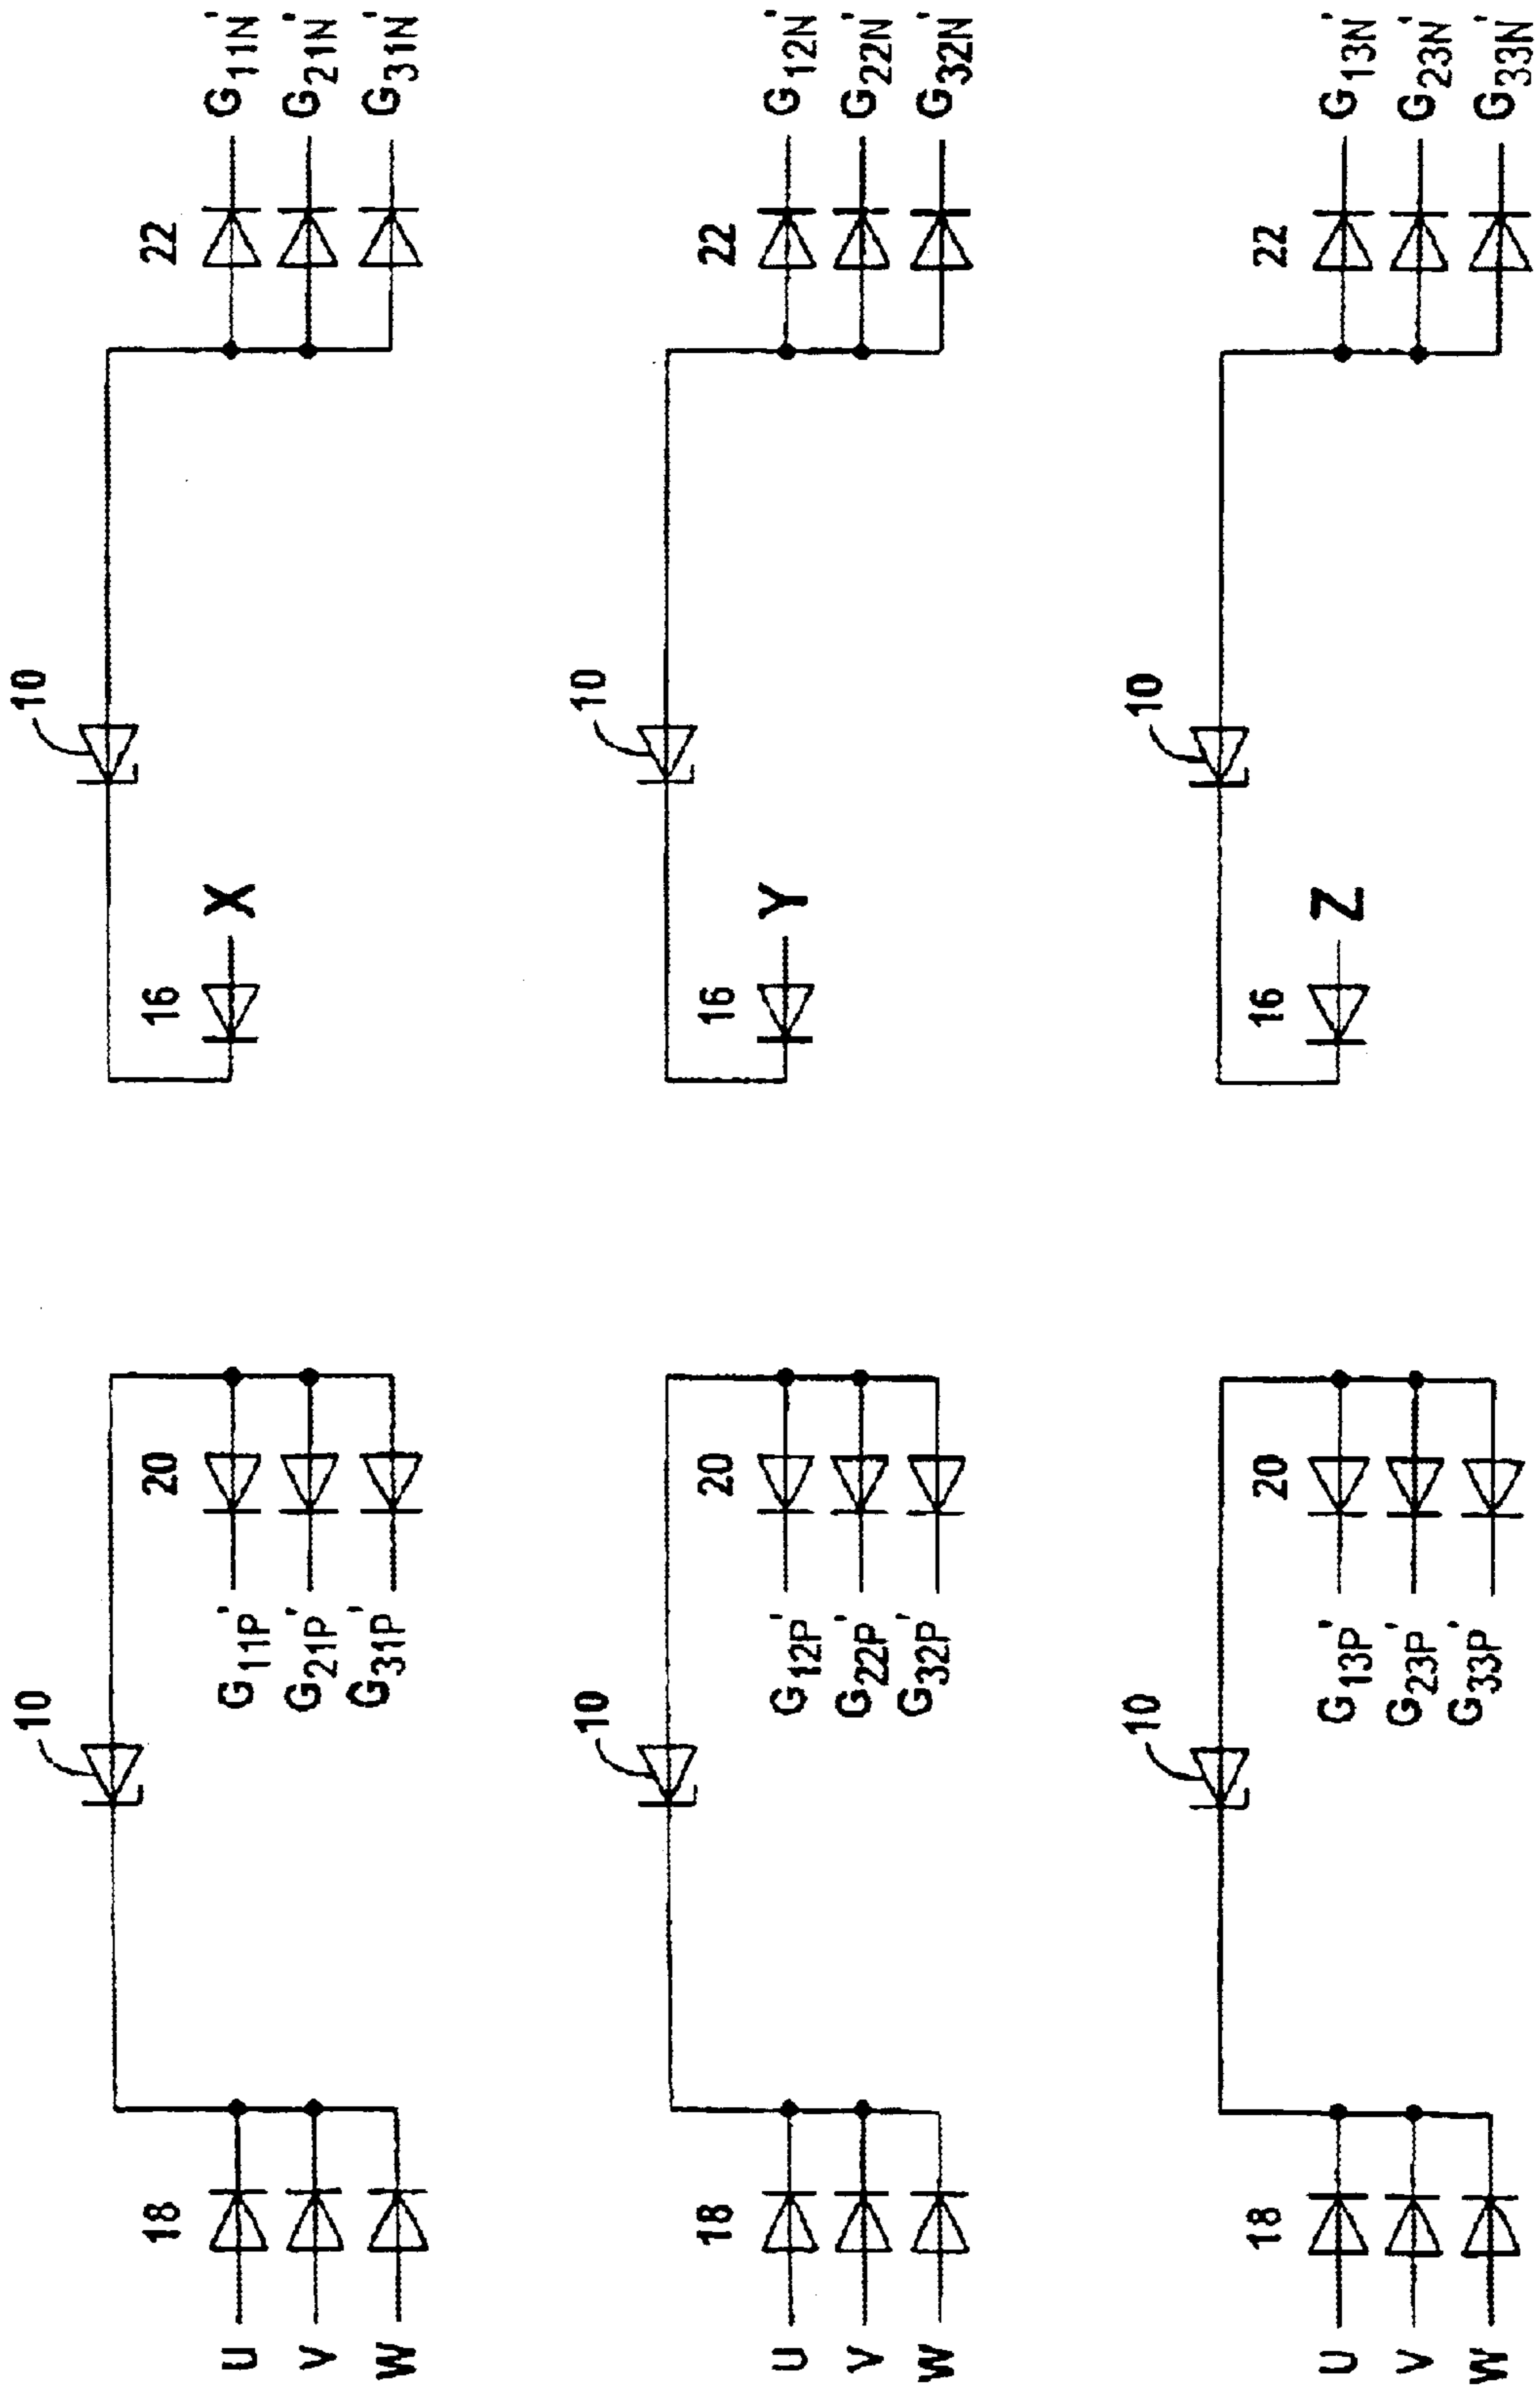 10 10
18 20 16 22
U G11P' X G11N'
V G21P' G21N'
W G31P' G31N'
10 10
18 20 16 22
U G12P' Y G12N'
V G22P' G22N'
W G32P' G32N'
10 10
18 20 16 22
U G13P' Z G13N'
V G23P' G23N'
W G33P' G33N'